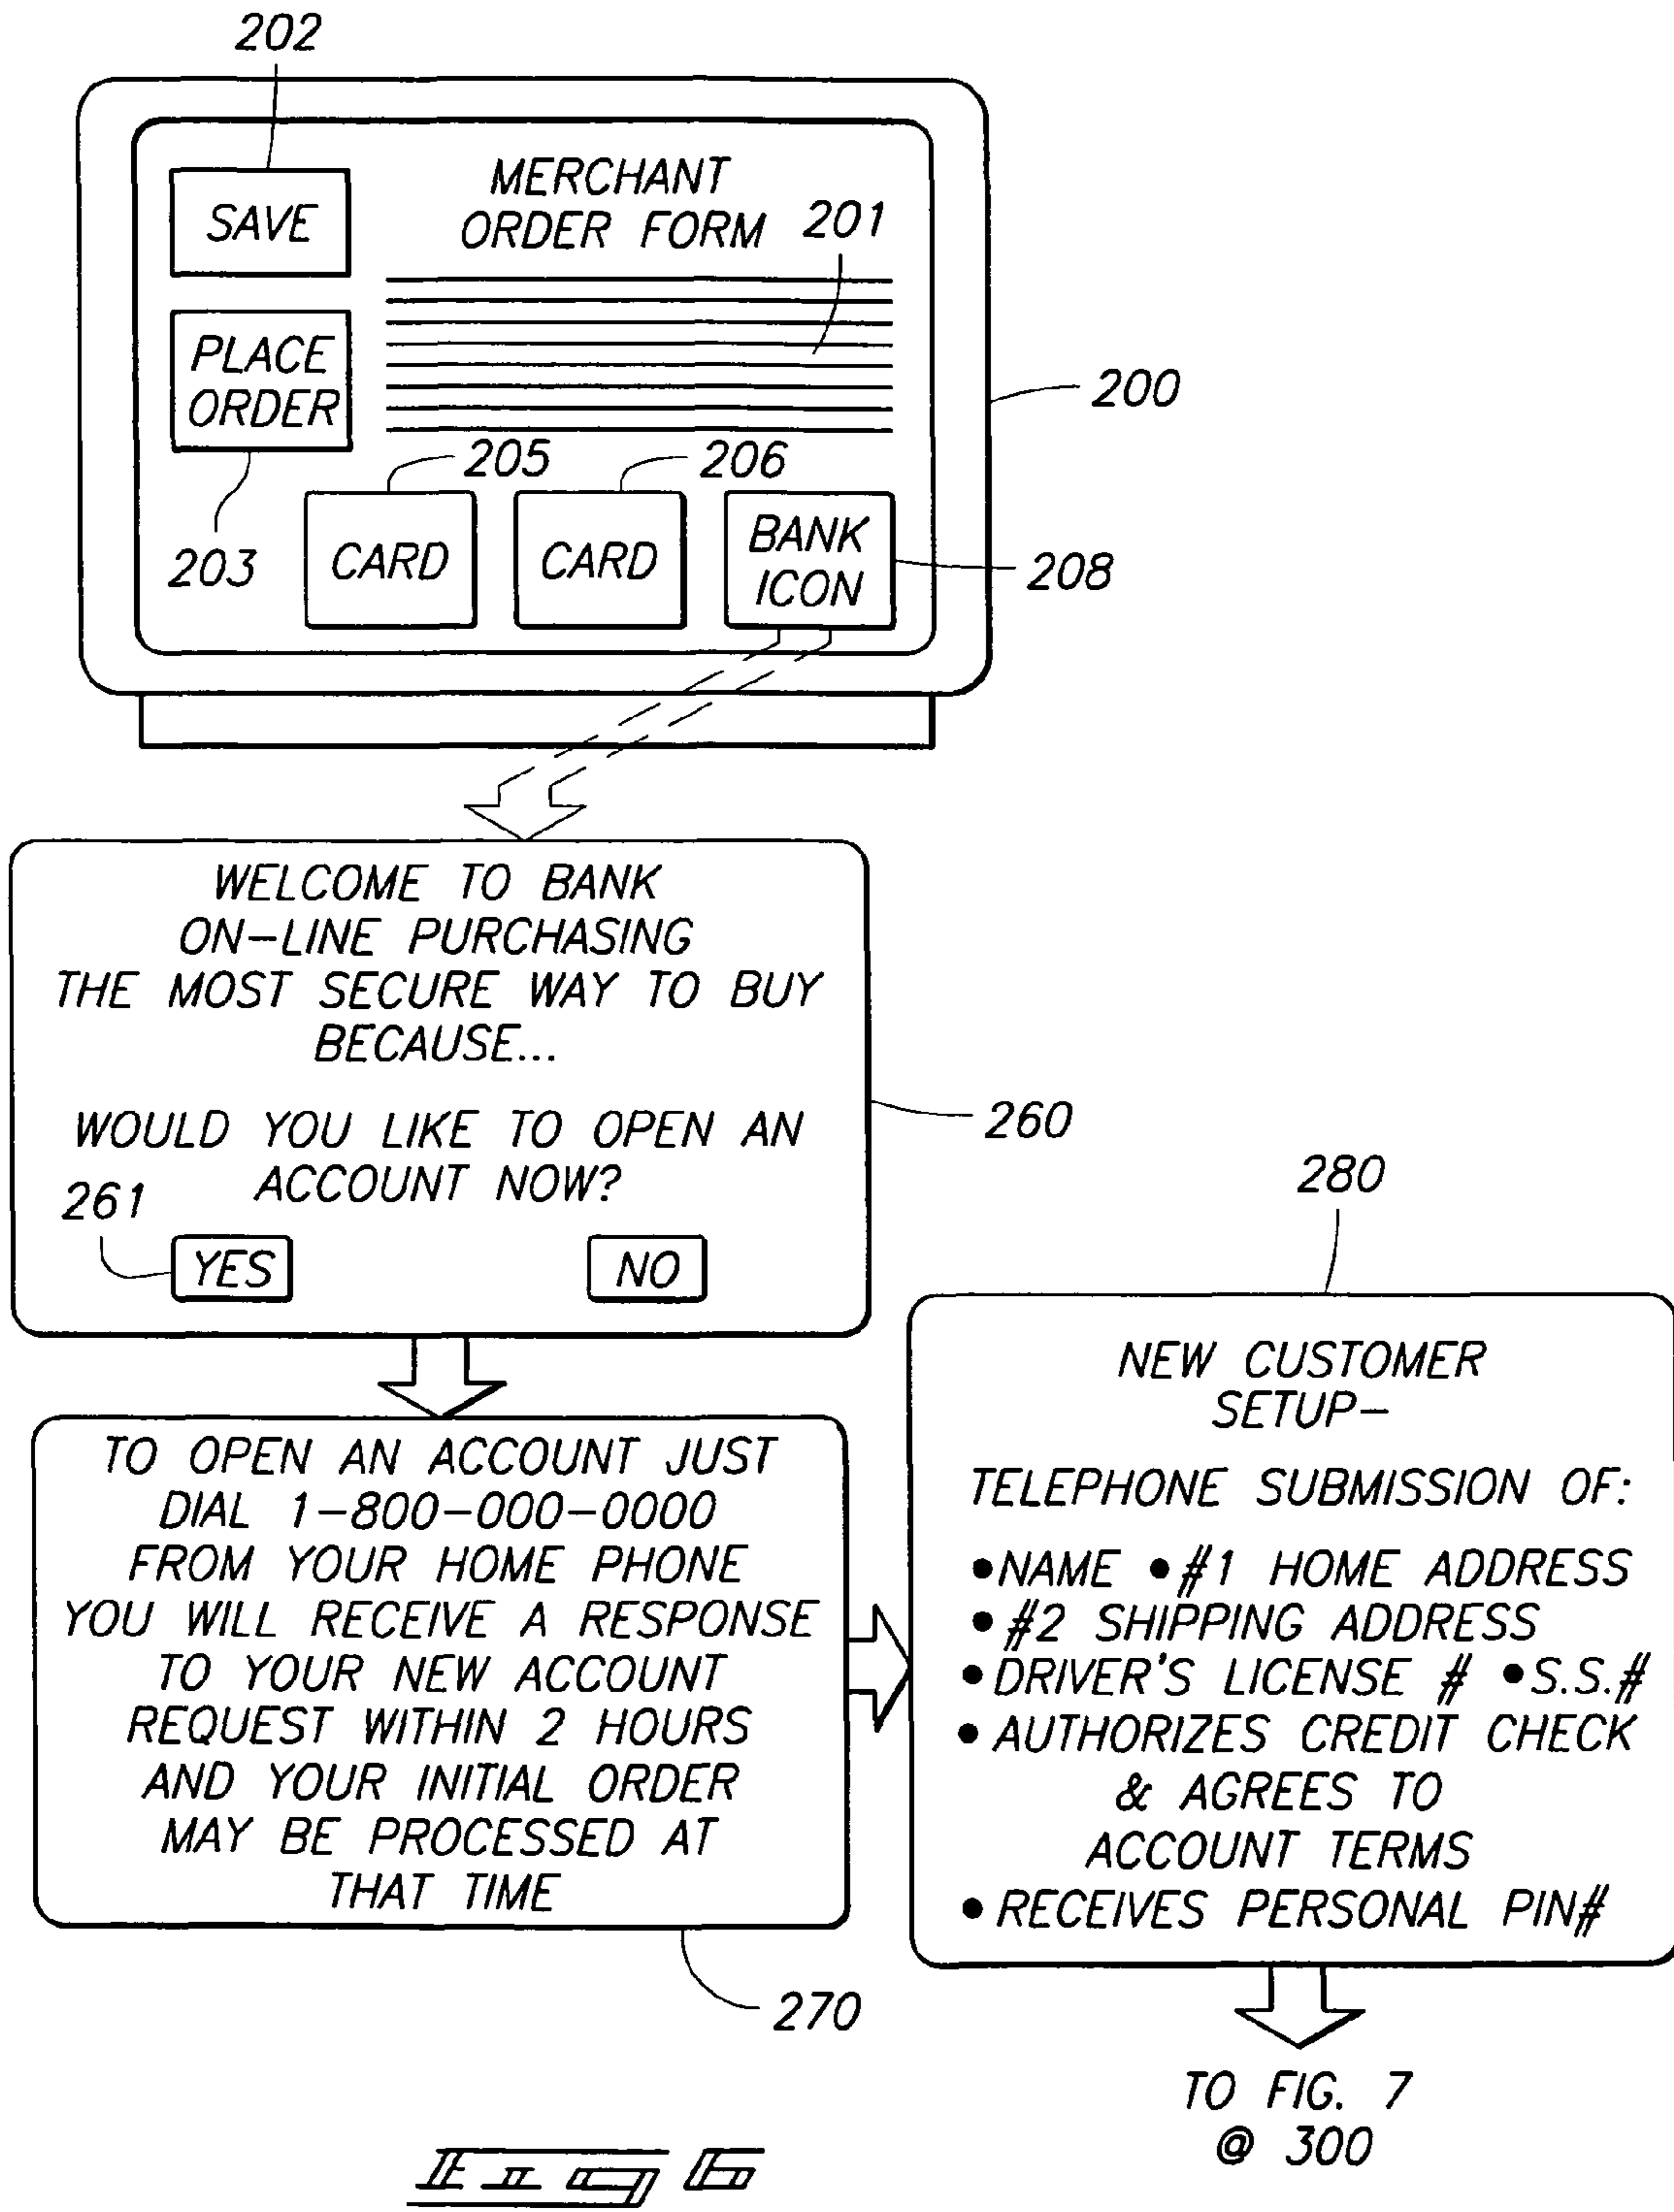 202
SAVE
MERCHANT
ORDER FORM
201
PLACE
ORDER
200
205
206
203
CARD
CARD
BANK
ICON
208
WELCOME TO BANK
ON-LINE PURCHASING
THE MOST SECURE WAY TO BUY
BECAUSE...
WOULD YOU LIKE TO OPEN AN
ACCOUNT NOW?
260
261
YES
NO
TO OPEN AN ACCOUNT JUST
DIAL 1-800-000-0000
FROM YOUR HOME PHONE
YOU WILL RECEIVE A RESPONSE
TO YOUR NEW ACCOUNT
REQUEST WITHIN 2 HOURS
AND YOUR INITIAL ORDER
MAY BE PROCESSED AT
THAT TIME
270
280
NEW CUSTOMER
SETUP-
TELEPHONE SUBMISSION OF:
•NAME •#1 HOME ADDRESS
•#2 SHIPPING ADDRESS
•DRIVER'S LICENSE # •S.S.#
•AUTHORIZES CREDIT CHECK
& AGREES TO
ACCOUNT TERMS
•RECEIVES PERSONAL PIN#
TO FIG. 7
@ 300
Fig 6